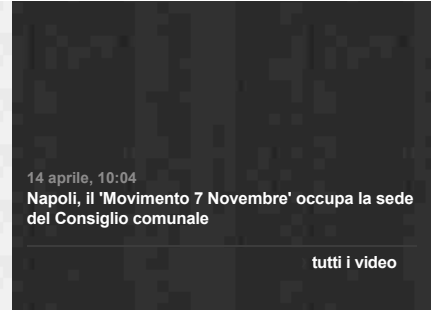 14 aprile, 10:04
Napoli, il 'Movimento 7 Novembre' occupa la sede
del Consiglio comunale
tutti i video